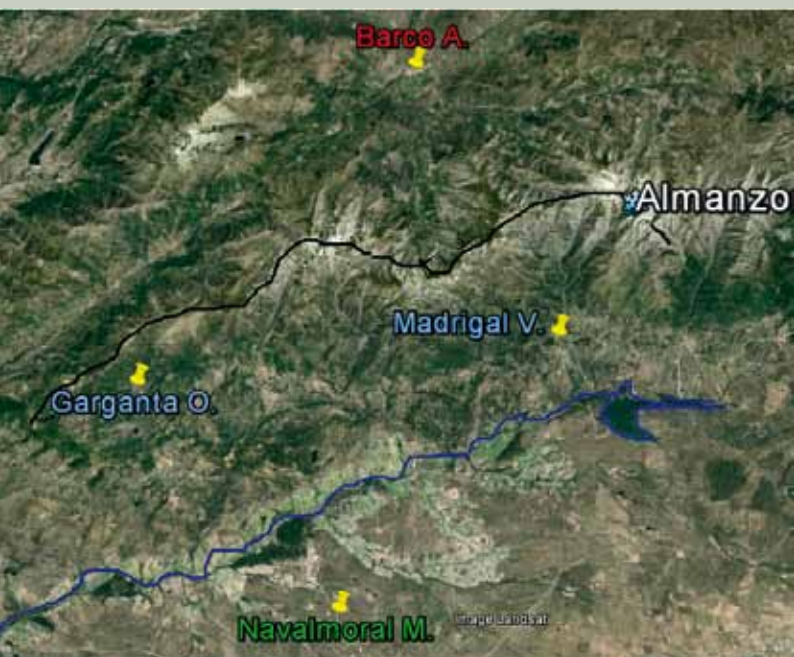 Barco A.
Almanzo
Madrigal V.
Garganta O.
Navalmoral M.
Image Landsat